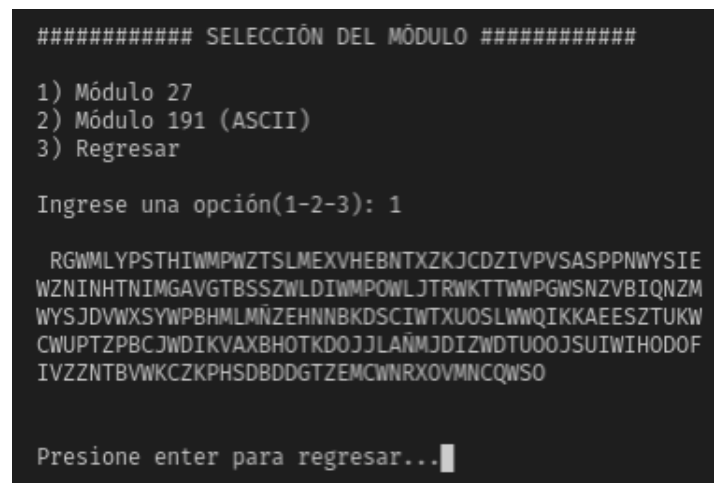 ############ SELECCIÓN DEL MÓDULO ############
1) Módulo 27
2) Módulo 191 (ASCII)
3) Regresar
Ingrese una opción(1-2-3): 1
RGWMLYPSTHIWMPWZTSLMEXVHEBNTXZKJCDZIVPVSASPPNWYSIE
WZNINHTNIMGAVGTBSSZWLDIWMPOWLJTRWKTTWWPGWSNZVBIQNZM
WYSJDVWXSYWPBHMLMÑZEHNNBKDSCIWTXUOSLWWQIKKAEESZTUKW
CWUPTZPBCJWDIKVAXBHOTKDOJJLAÑMJDIZWDTUOOJSUIWIHODOF
IVZZNTBVWKCZKPHSDBDDGTZEMCWNRXOVMNCQWSO
Presione enter para regresar...